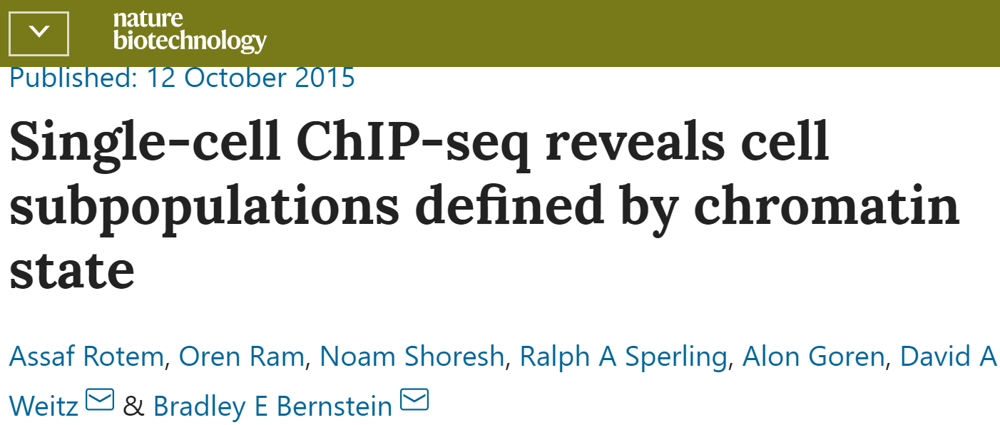 nature
biotechnology
Published: 12 October 2015
Single-cell ChIP-seq reveals cell
subpopulations defined by chromatin
state
Assaf Rotem, Oren Ram, Noam Shoresh, Ralph A Sperling, Alon Goren, David A
Weitz & Bradley E Bernstein